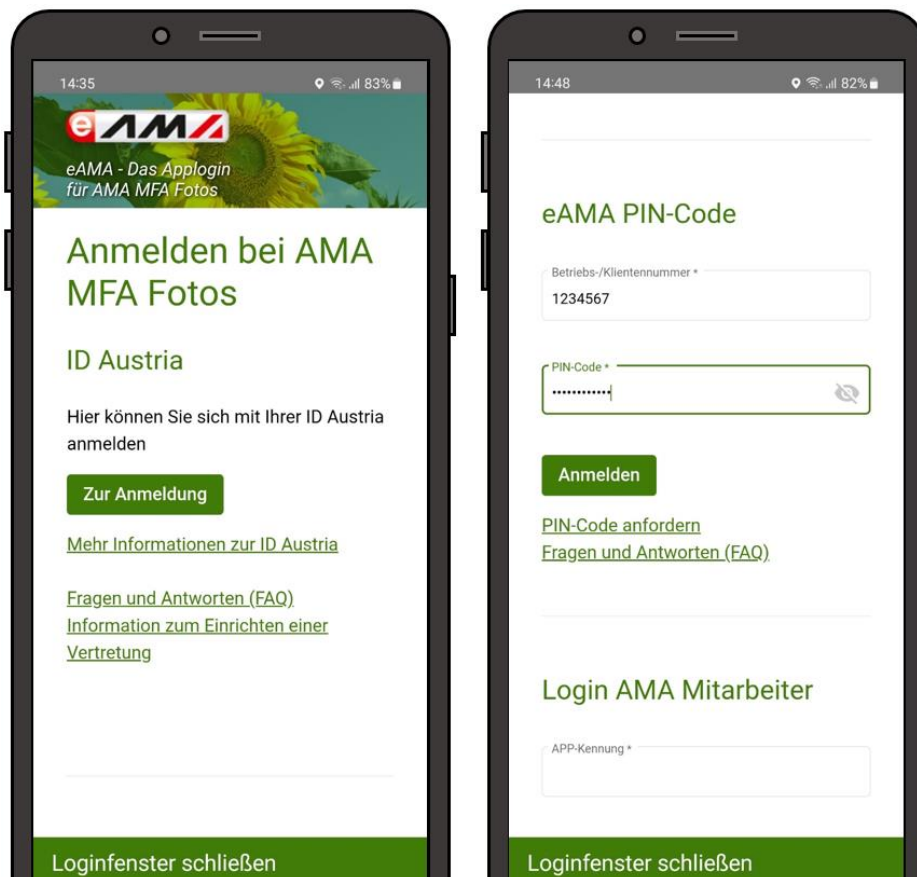 14:35
83%
eAMA
eAMA - Das Applogin
für AMA MFA Fotos
Anmelden bei AMA
MFA Fotos
ID Austria
Hier können Sie sich mit Ihrer ID Austria
anmelden
Zur Anmeldung
Mehr Informationen zur ID Austria
Fragen und Antworten (FAQ)
Information zum Einrichten einer
Vertretung
Loginfenster schließen
14:48
82%
eAMA PIN-Code
Betriebs-/Klientennummer *
1234567
PIN-Code *
••••••••••••
Anmelden
PIN-Code anfordern
Fragen und Antworten (FAQ)
Login AMA Mitarbeiter
APP-Kennung *
Loginfenster schließen